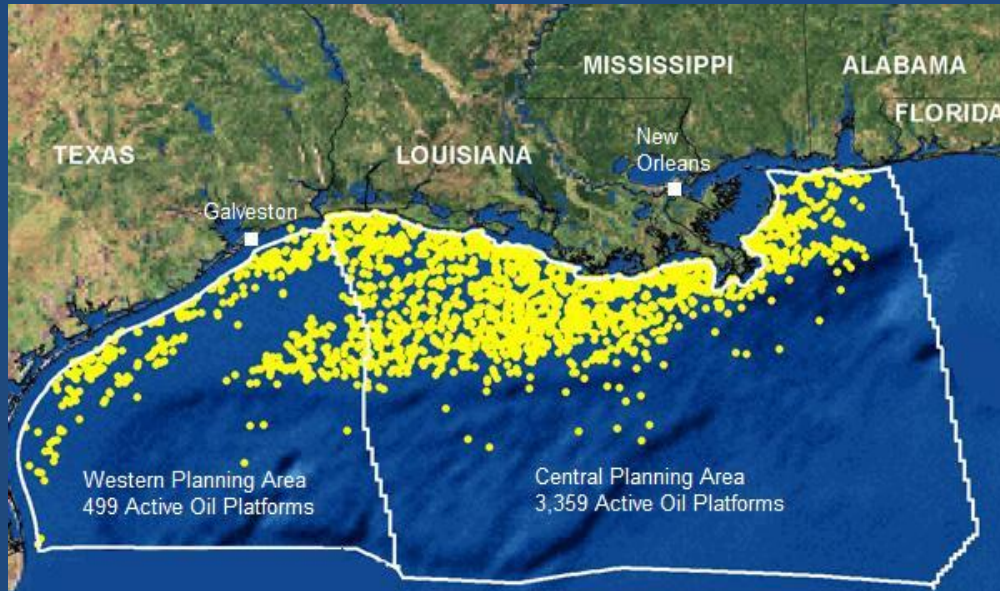 MISSISSIPPI
ALABAMA
FLORIDA
TEXAS
LOUISIANA
New
Orleans
Galveston
Western Planning Area
499 Active Oil Platforms
Central Planning Area
3,359 Active Oil Platforms